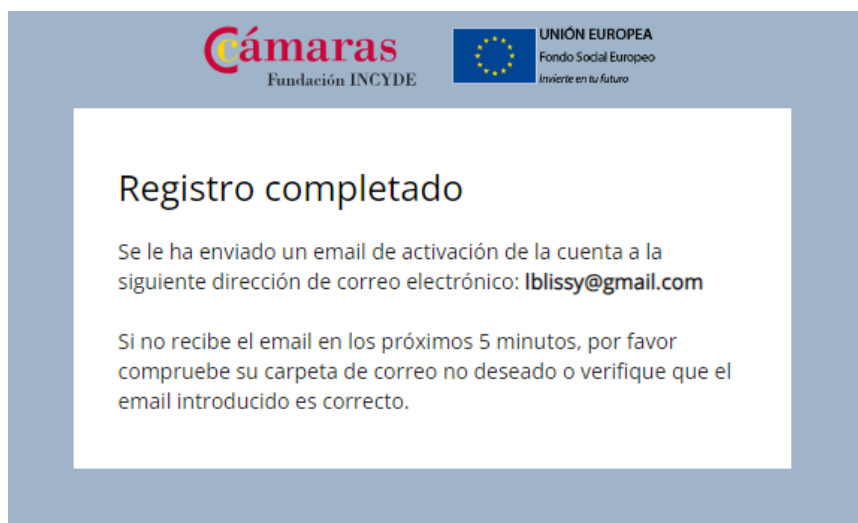 Cámaras
Fundación INCYDE
UNIÓN EUROPEA
Fondo Social Europeo
Invierte en tu futuro
Registro completado
Se le ha enviado un email de activación de la cuenta a la
siguiente dirección de correo electrónico: lblissy@gmail.com
Si no recibe el email en los próximos 5 minutos, por favor
compruebe su carpeta de correo no deseado o verifique que el
email introducido es correcto.